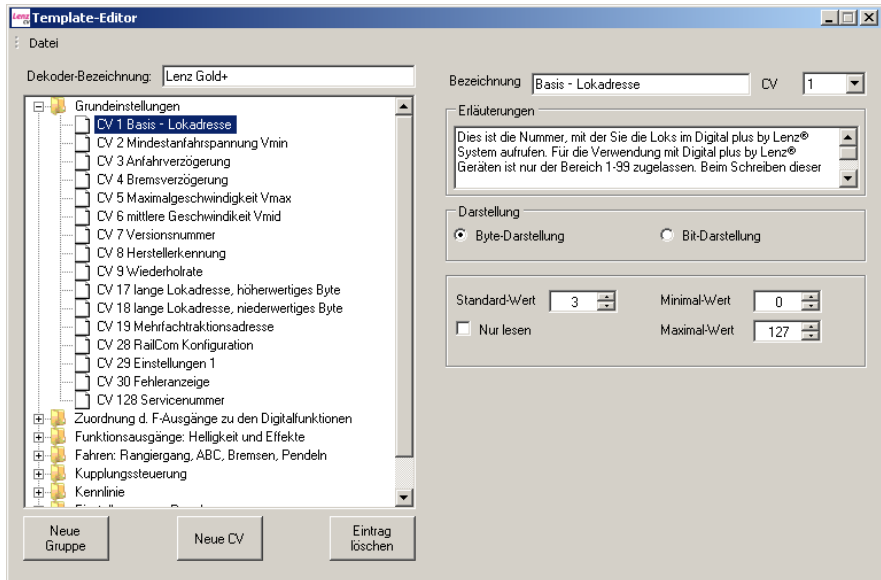 Lenz CV Template-Editor
Datei
Dekoder-Bezeichnung: Lenz Gold+
Grundeinstellungen
CV 1 Basis - Lokadresse
CV 2 Mindestanfahrspannung Vmin
CV 3 Anfahrverzögerung
CV 4 Bremsverzögerung
CV 5 Maximalgeschwindigkeit Vmax
CV 6 mittlere Geschwindikeit Vmid
CV 7 Versionsnummer
CV 8 Herstellerkennung
CV 9 Wiederholrate
CV 17 lange Lokadresse, höherwertiges Byte
CV 18 lange Lokadresse, niederwertiges Byte
CV 19 Mehrfachtraktionsadresse
CV 28 RailCom Konfiguration
CV 29 Einstellungen 1
CV 30 Fehleranzeige
CV 128 Servicenummer
Zuordnung d. F-Ausgänge zu den Digitalfunktionen
Funktionsausgänge: Helligkeit und Effekte
Fahren: Rangiergang, ABC, Bremsen, Pendeln
Kupplungssteuerung
Kennlinie
Neue
Gruppe
Neue CV
Eintrag
löschen
Bezeichnung Basis - Lokadresse CV 1
Erläuterungen
Dies ist die Nummer, mit der Sie die Loks im Digital plus by Lenz®
System aufrufen. Für die Verwendung mit Digital plus by Lenz®
Geräten ist nur der Bereich 1-99 zugelassen. Beim Schreiben dieser
Darstellung
Byte-Darstellung Bit-Darstellung
Standard-Wert 3 Minimal-Wert 0
Nur lesen Maximal-Wert 127